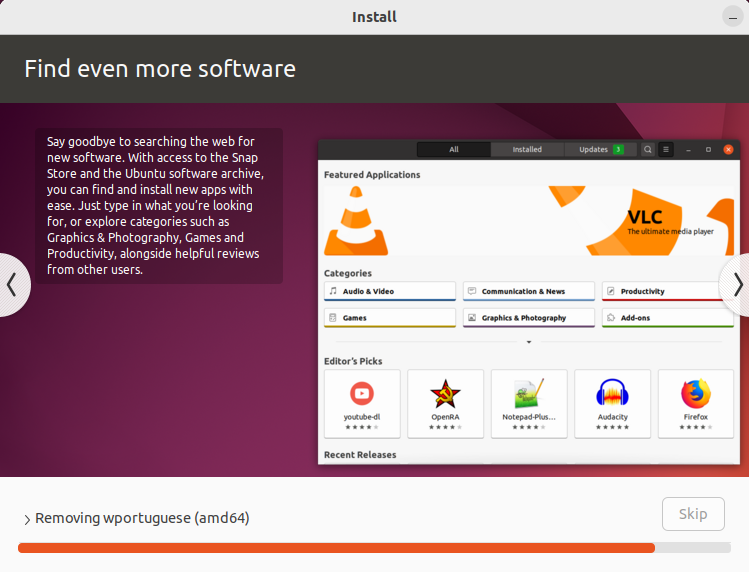 Install
Find even more software
Say goodbye to searching the web for
new software. With access to the Snap
Store and the Ubuntu software archive,
you can find and install new apps with
ease. Just type in what you're looking
for, or explore categories such as
Graphics & Photography, Games and
Productivity, alongside helpful reviews
from other users.
All Installed Updates 3
Featured Applications
VLC
The ultimate media player
Categories
Audio & Video Communication & News Productivity
Games Graphics & Photography Add-ons
Editor's Picks
youtube-dl OpenRA Notepad-Plus... Audacity Firefox
Recent Releases
Removing wportuguese (amd64)
Skip